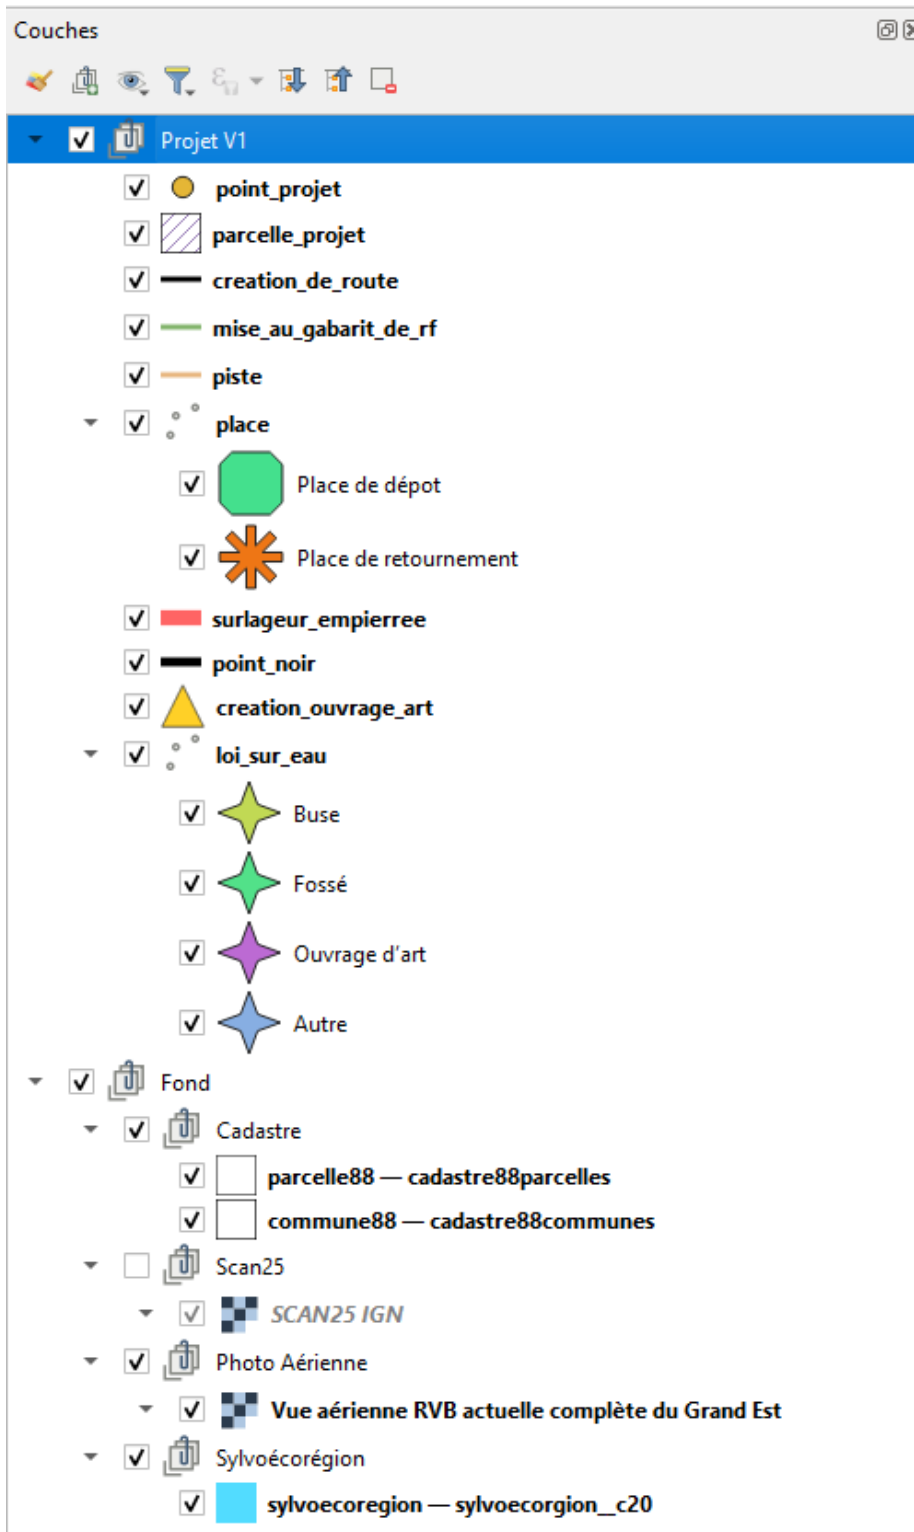 Couches
Projet V1
point_projet
parcelle_projet
creation_de_route
mise_au_gabarit_de_rf
piste
place
Place de dépot
Place de retournement
surlageur_empierree
point_noir
creation_ouvrage_art
loi_sur_eau
Buse
Fossé
Ouvrage d'art
Autre
Fond
Cadastre
parcelle88 — cadastre88parcelles
commune88 — cadastre88communes
Scan25
SCAN25 IGN
Photo Aérienne
Vue aérienne RVB actuelle complète du Grand Est
Sylvoécorégion
sylvoecoregion — sylvoecorgion__c20